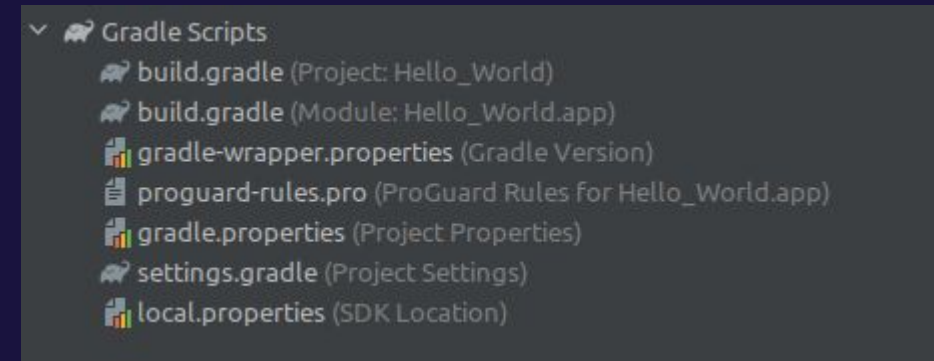 Gradle Scripts
build.gradle (Project: Hello_World)
build.gradle (Module: Hello_World.app)
gradle-wrapper.properties (Gradle Version)
proguard-rules.pro (ProGuard Rules for Hello_World.app)
gradle.properties (Project Properties)
settings.gradle (Project Settings)
local.properties (SDK Location)